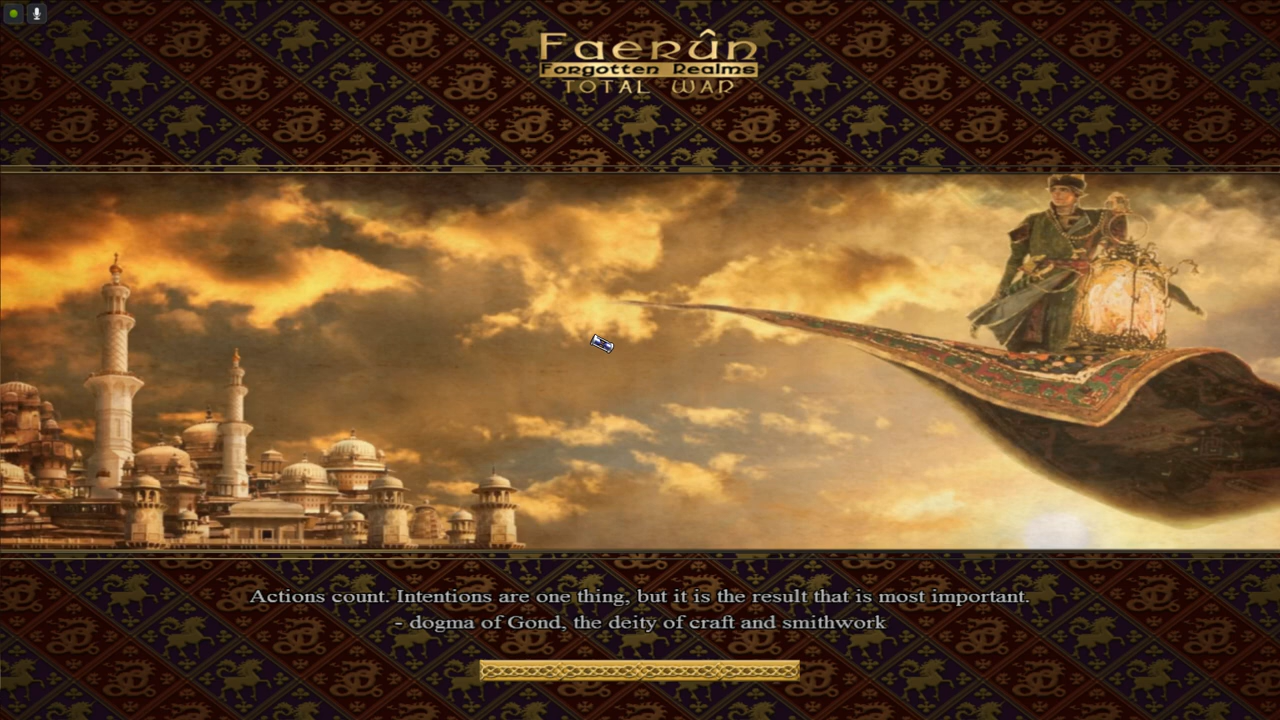 Faerûn
Forgotten Realms
TOTAL WAR
Actions count. Intentions are one thing, but it is the result that is most important.
- dogma of Gond, the deity of craft and smithwork